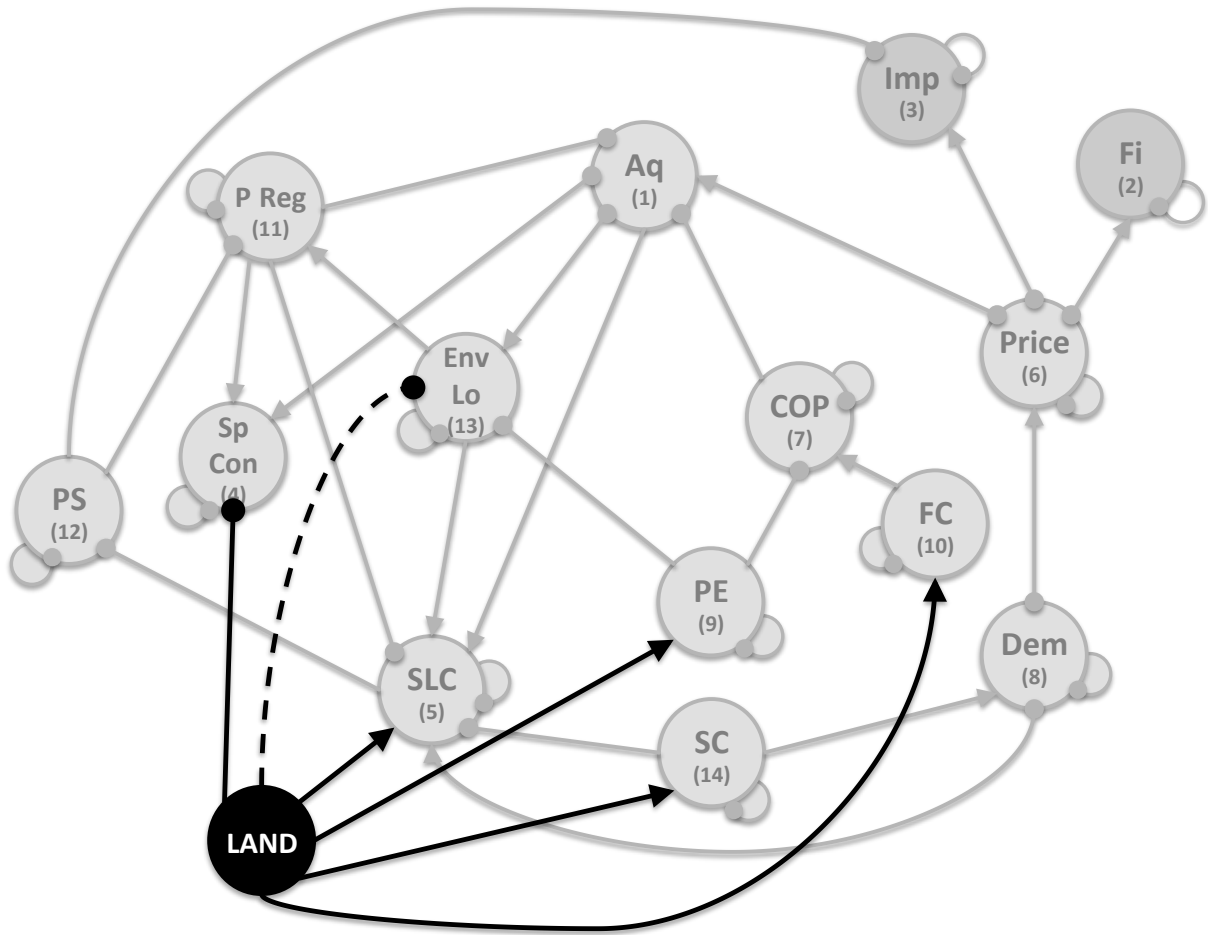 Imp
(3)
Fi
(2)
Aq
(1)
P Reg
(11)
Price
(6)
Env
Lo
(13)
COP
(7)
Sp
Con
(4)
PS
(12)
FC
(10)
PE
(9)
Dem
(8)
SLC
(5)
SC
(14)
LAND